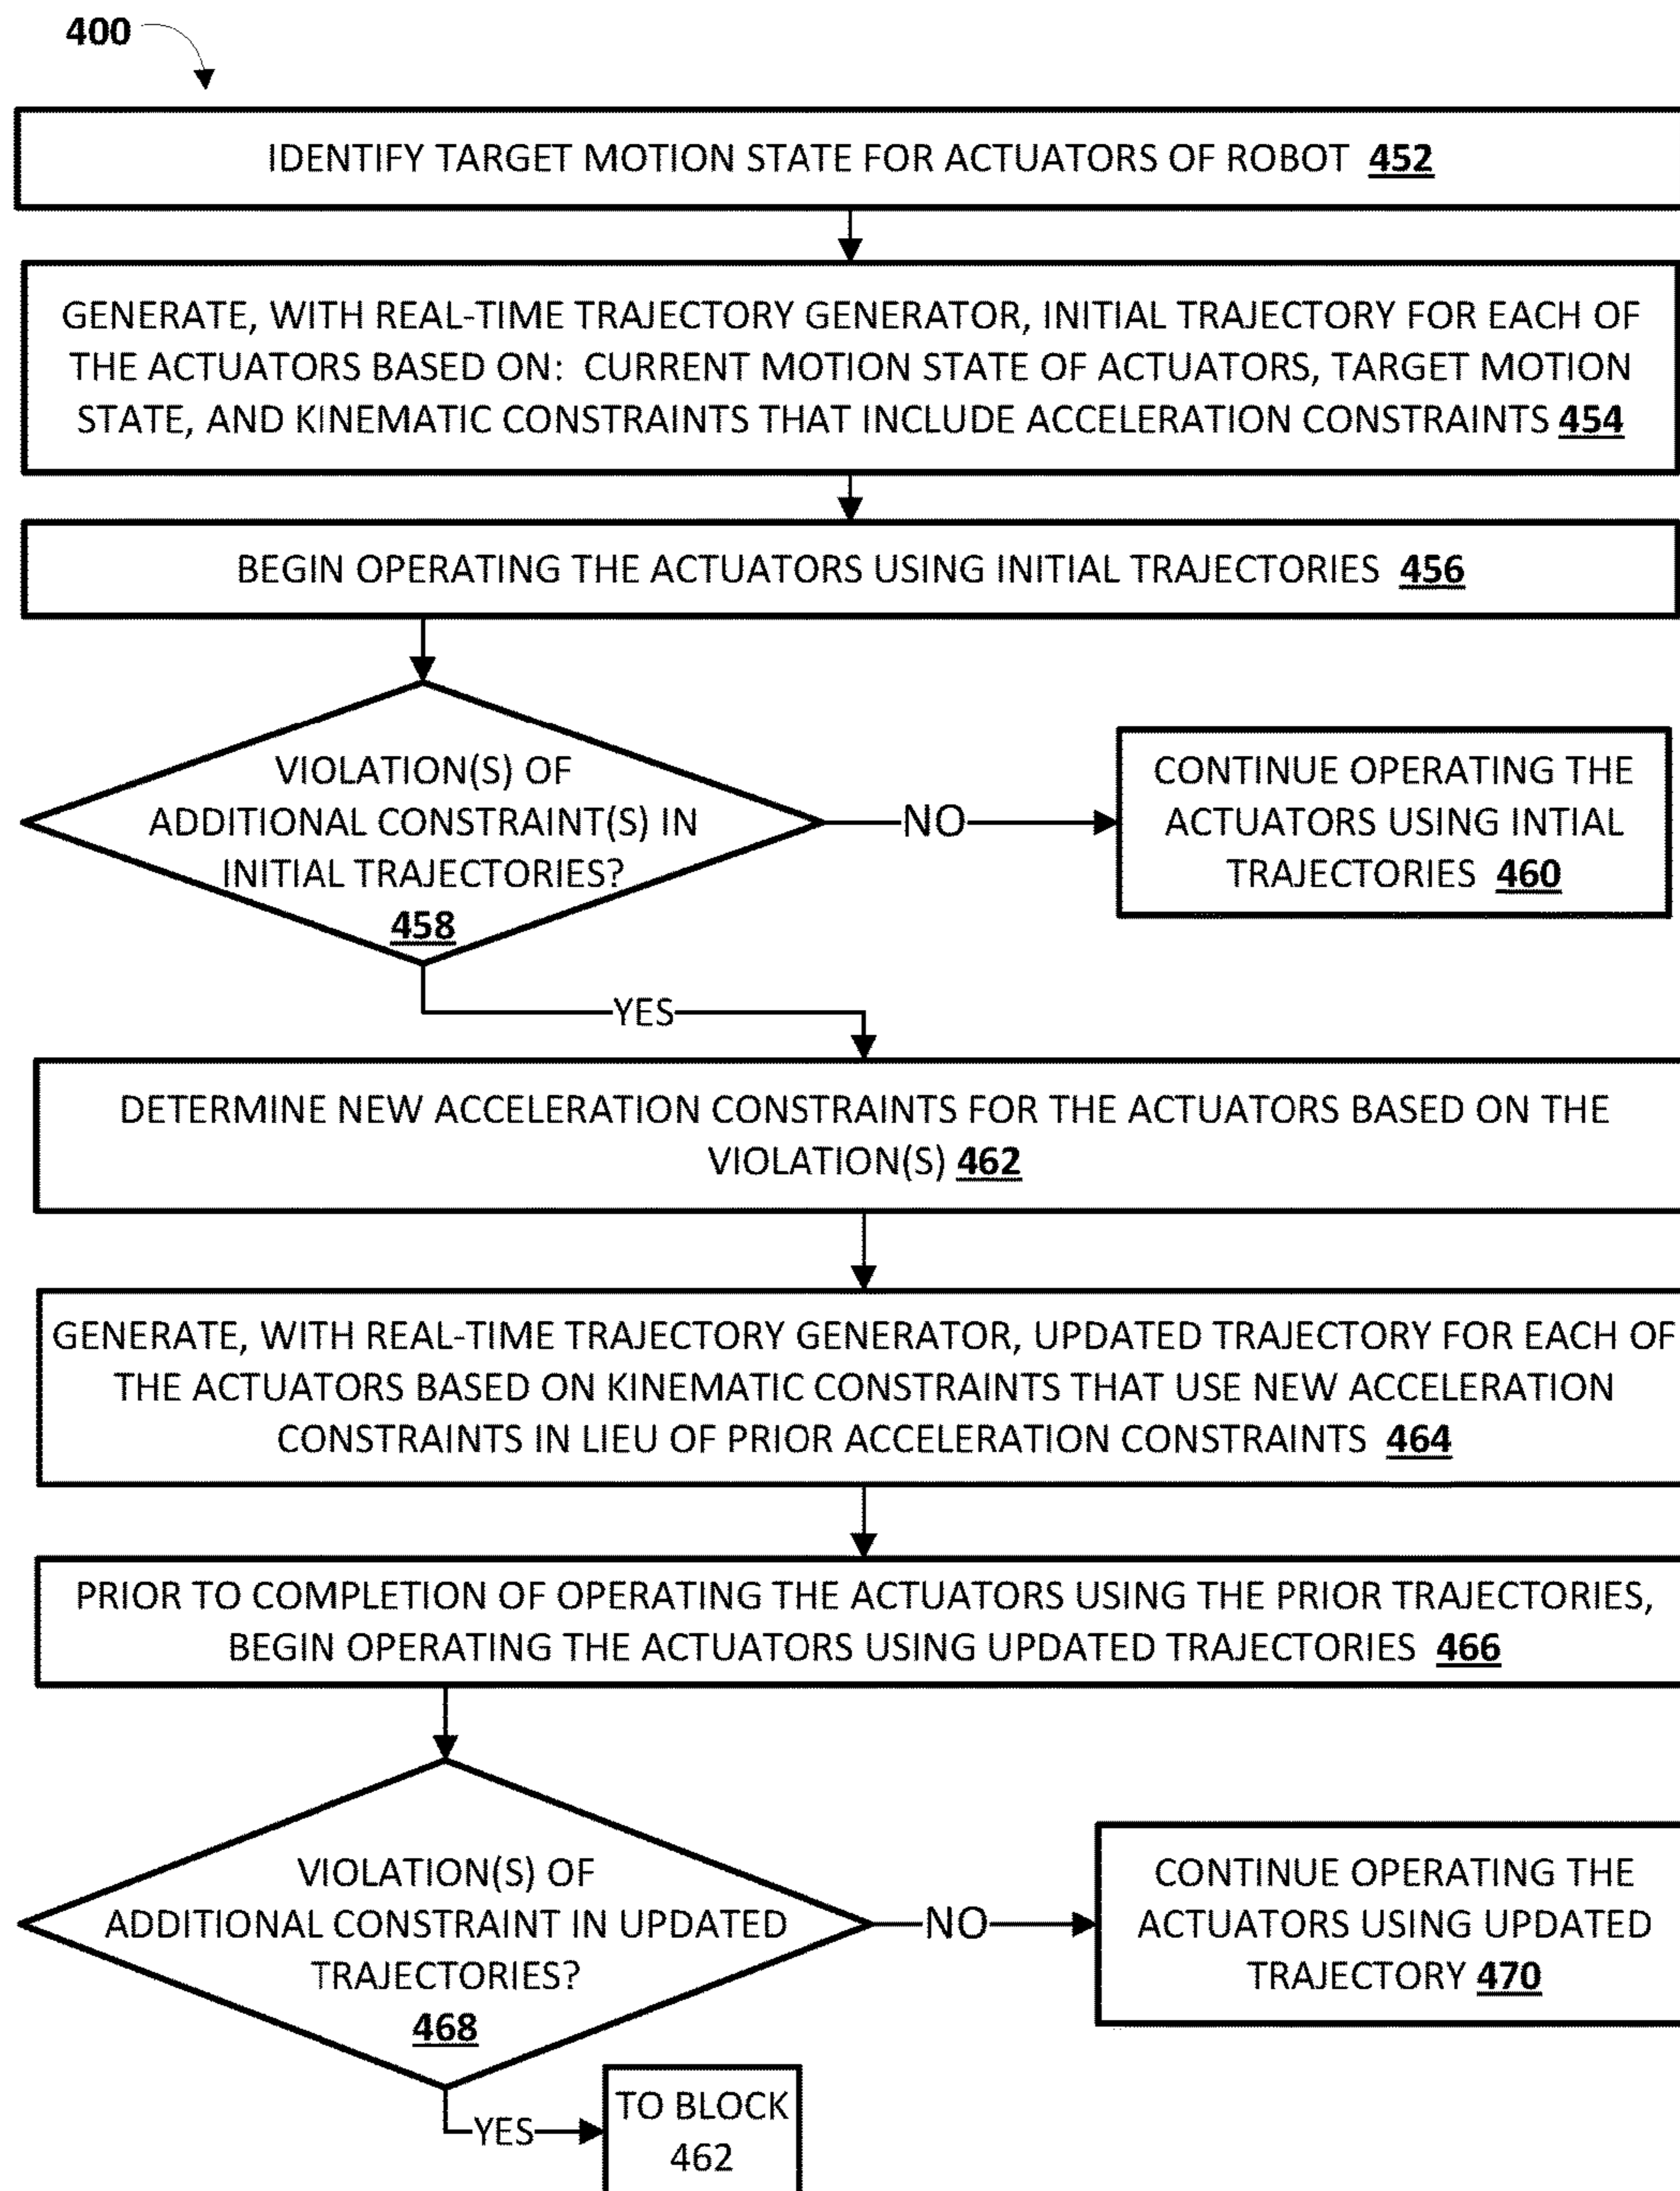 400
IDENTIFY TARGET MOTION STATE FOR ACTUATORS OF ROBOT 452
GENERATE, WITH REAL-TIME TRAJECTORY GENERATOR, INITIAL TRAJECTORY FOR EACH OF
THE ACTUATORS BASED ON: CURRENT MOTION STATE OF ACTUATORS, TARGET MOTION
STATE, AND KINEMATIC CONSTRAINTS THAT INCLUDE ACCELERATION CONSTRAINTS 454
BEGIN OPERATING THE ACTUATORS USING INITIAL TRAJECTORIES 456
VIOLATION(S) OF
ADDITIONAL CONSTRAINT(S) IN
INITIAL TRAJECTORIES?
458
NO
CONTINUE OPERATING THE
ACTUATORS USING INTIAL
TRAJECTORIES 460
YES
DETERMINE NEW ACCELERATION CONSTRAINTS FOR THE ACTUATORS BASED ON THE
VIOLATION(S) 462
GENERATE, WITH REAL-TIME TRAJECTORY GENERATOR, UPDATED TRAJECTORY FOR EACH OF
THE ACTUATORS BASED ON KINEMATIC CONSTRAINTS THAT USE NEW ACCELERATION
CONSTRAINTS IN LIEU OF PRIOR ACCELERATION CONSTRAINTS 464
PRIOR TO COMPLETION OF OPERATING THE ACTUATORS USING THE PRIOR TRAJECTORIES,
BEGIN OPERATING THE ACTUATORS USING UPDATED TRAJECTORIES 466
VIOLATION(S) OF
ADDITIONAL CONSTRAINT IN UPDATED
TRAJECTORIES?
468
NO
CONTINUE OPERATING THE
ACTUATORS USING UPDATED
TRAJECTORY 470
YES
TO BLOCK
462